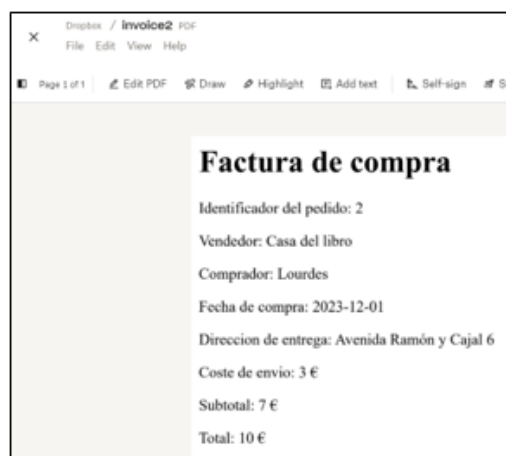 Dropbox / invoice2 PDF
File Edit View Help
Page 1 of 1 Edit PDF Draw Highlight Add text Self-sign S
Factura de compra
Identificador del pedido: 2
Vendedor: Casa del libro
Comprador: Lourdes
Fecha de compra: 2023-12-01
Direccion de entrega: Avenida Ramón y Cajal 6
Coste de envio: 3 €
Subtotal: 7 €
Total: 10 €